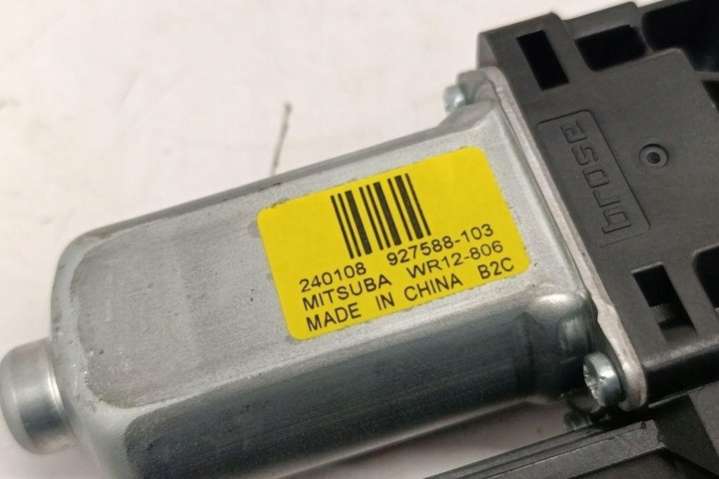 240108 927588-103
MITSUBA WR12-806
MADE IN CHINA B2C
brose